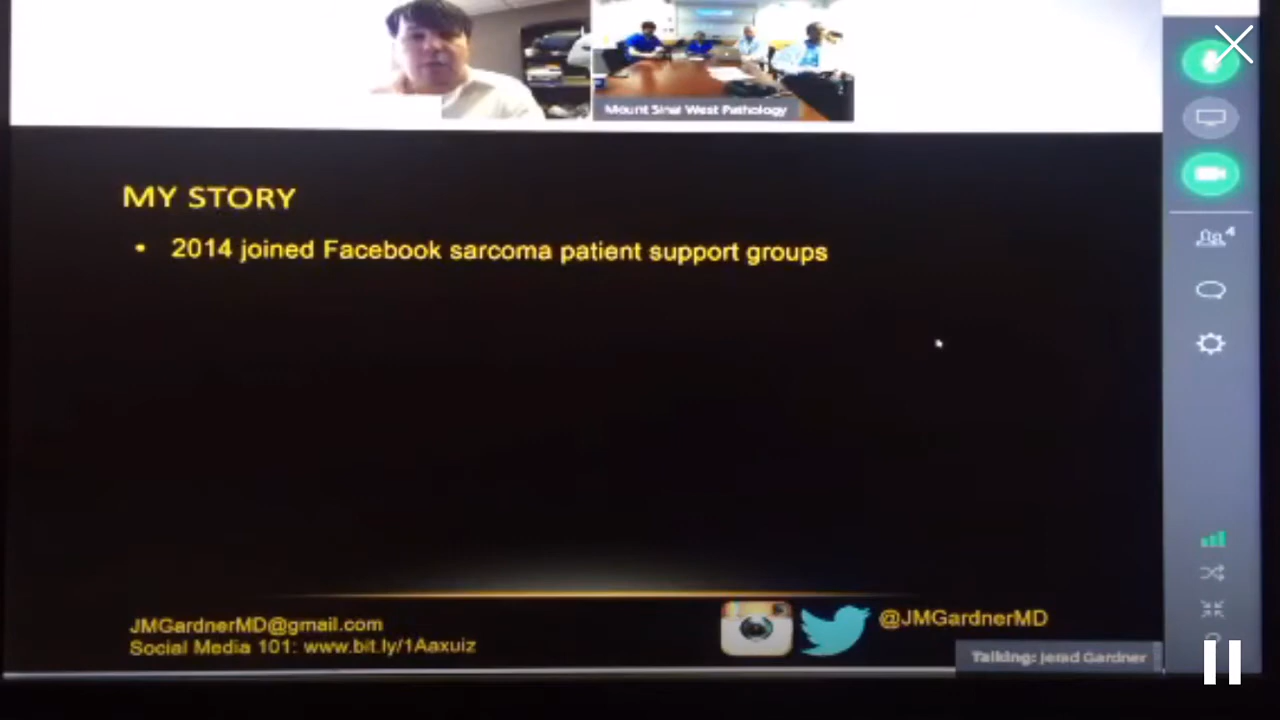 Mount Sinai West Pathology
MY STORY
• 2014 joined Facebook sarcoma patient support groups
4
JMGardnerMD@gmail.com
Social Media 101: www.bit.ly/1Aaxuiz
@JMGardnerMD
Talking: Jerad Gardner